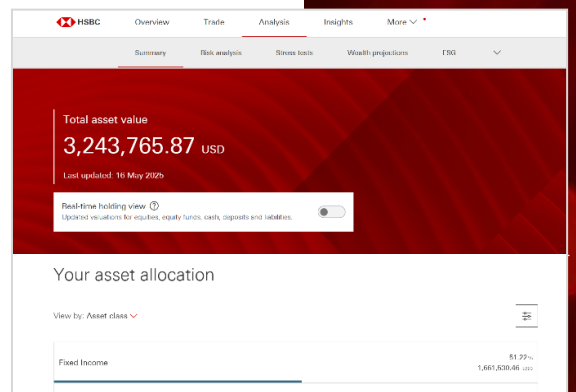 HSBC Overview Trade Analysis Insights More
Summary Risk analysis Stress tests Wealth projections ESG
Total asset value
3,243,765.87 USD
Last updated: 16 May 2025
Real-time holding view ?
Updated valuations for equities, equity funds, cash, deposits and liabilities.
Your asset allocation
View by: Asset class
Fixed Income
51.22%
1,661,530.46 USD